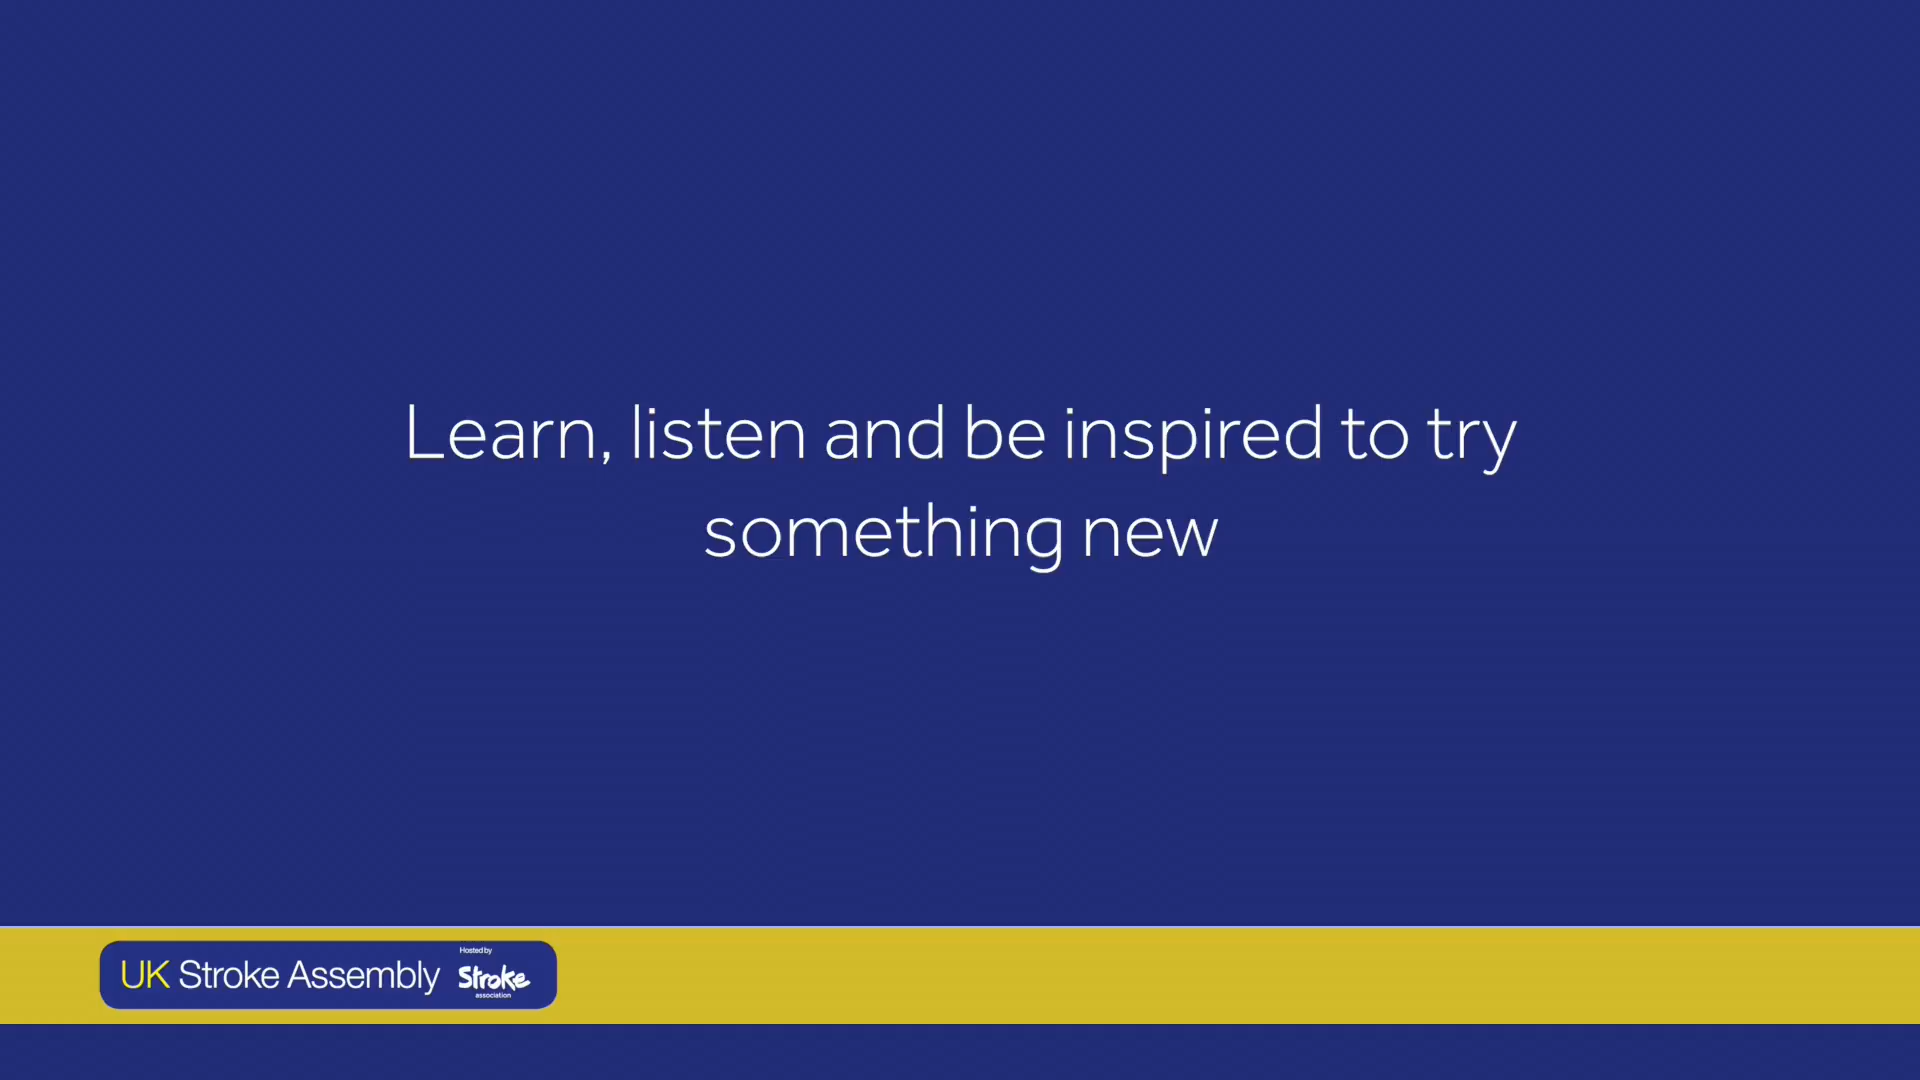 Learn, listen and be inspired to try
something new
UK Stroke Assembly
Hosted by
Stroke
association